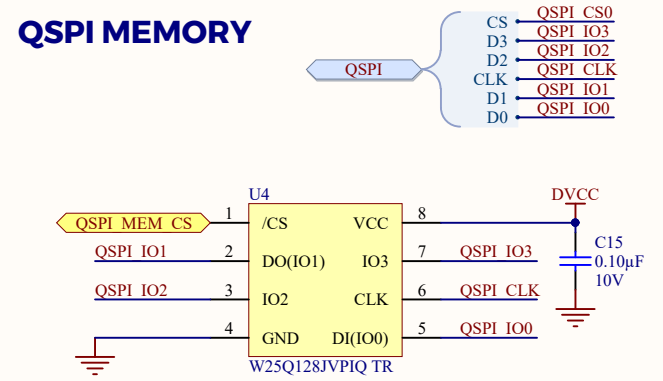 QSPI MEMORY
QSPI
CS QSPI_CS0
D3 QSPI_IO3
D2 QSPI_IO2
CLK QSPI_CLK
D1 QSPI_IO1
D0 QSPI_IO0
U4
DVCC
QSPI_MEM_CS 1 /CS VCC 8
QSPI_IO1 2 DO(IO1) IO3 7 QSPI_IO3
QSPI_IO2 3 IO2 CLK 6 QSPI_CLK
4 GND DI(IO0) 5 QSPI_IO0
W25Q128JVPIQ TR
C15
0.10µF
10V